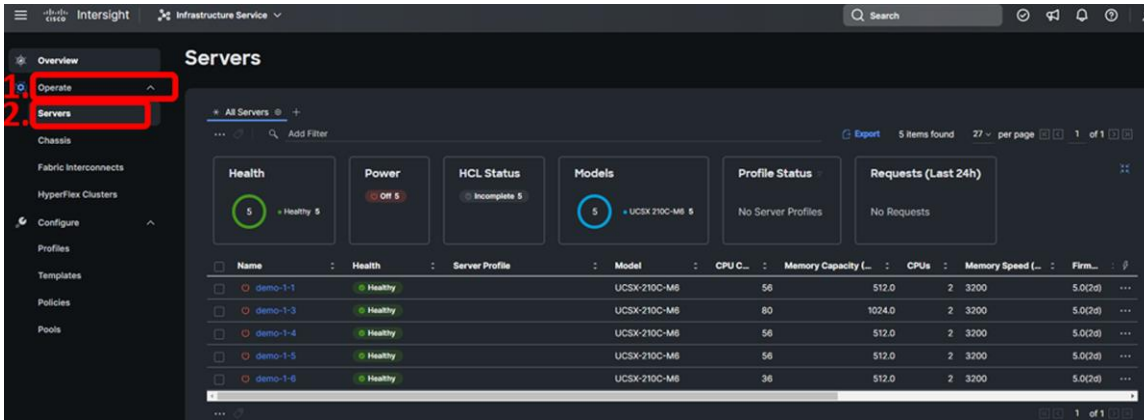 cisco Intersight Infrastructure Service Search
Servers
Overview
1. Operate
2. Servers
Chassis
Fabric Interconnects
HyperFlex Clusters
Configure
Profiles
Templates
Policies
Pools
All Servers +
... Add Filter Export 5 items found 27 per page 1 of 1
Health Power HCL Status Models Profile Status Requests (Last 24h)
5 Healthy 5 Off 5 Incomplete 5 5 UCSX 210C-M6 5 No Server Profiles No Requests
Name Health Server Profile Model CPU C... Memory Capacity (... CPUs Memory Speed (... Firm...
demo-1-1 Healthy UCSX-210C-M6 56 512.0 2 3200 5.0(2d) ...
demo-1-3 Healthy UCSX-210C-M6 80 1024.0 2 3200 5.0(2d) ...
demo-1-4 Healthy UCSX-210C-M6 56 512.0 2 3200 5.0(2d) ...
demo-1-5 Healthy UCSX-210C-M6 56 512.0 2 3200 5.0(2d) ...
demo-1-6 Healthy UCSX-210C-M6 36 512.0 2 3200 5.0(2d) ...
... 1 of 1